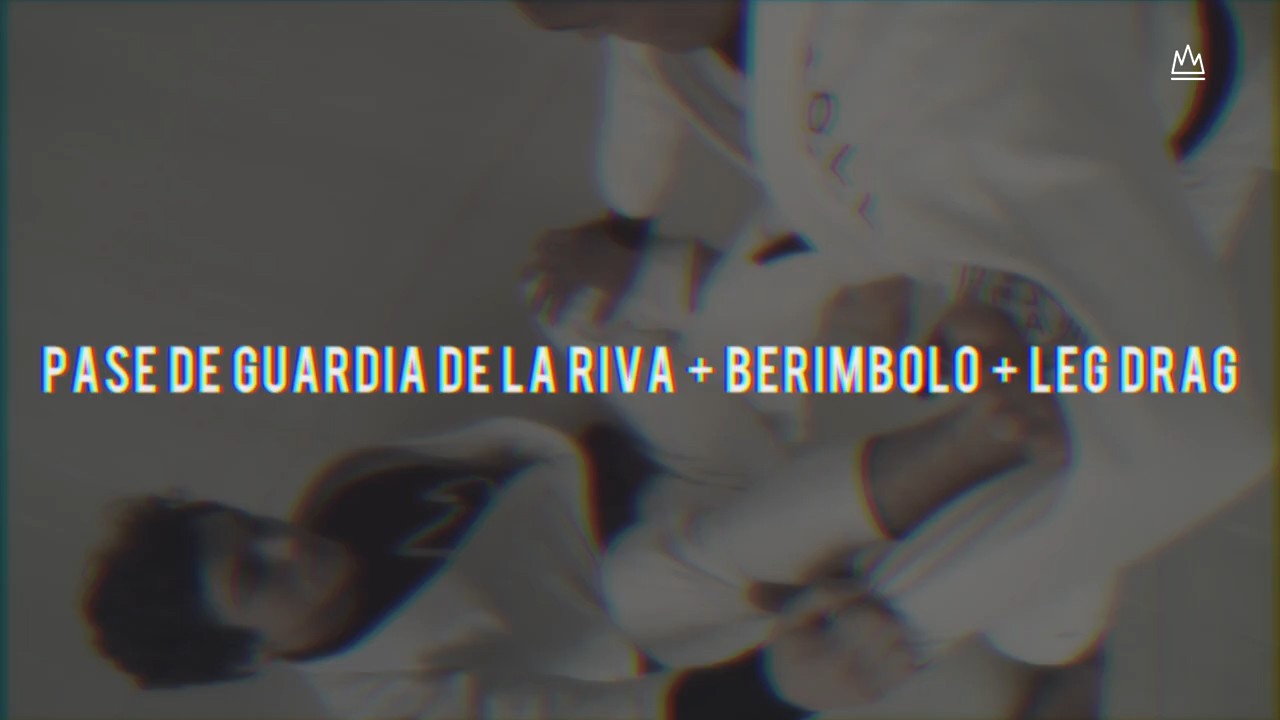 PASE DE GUARDIA DE LA RIVA + BERIMBOLO + LEG DRAG